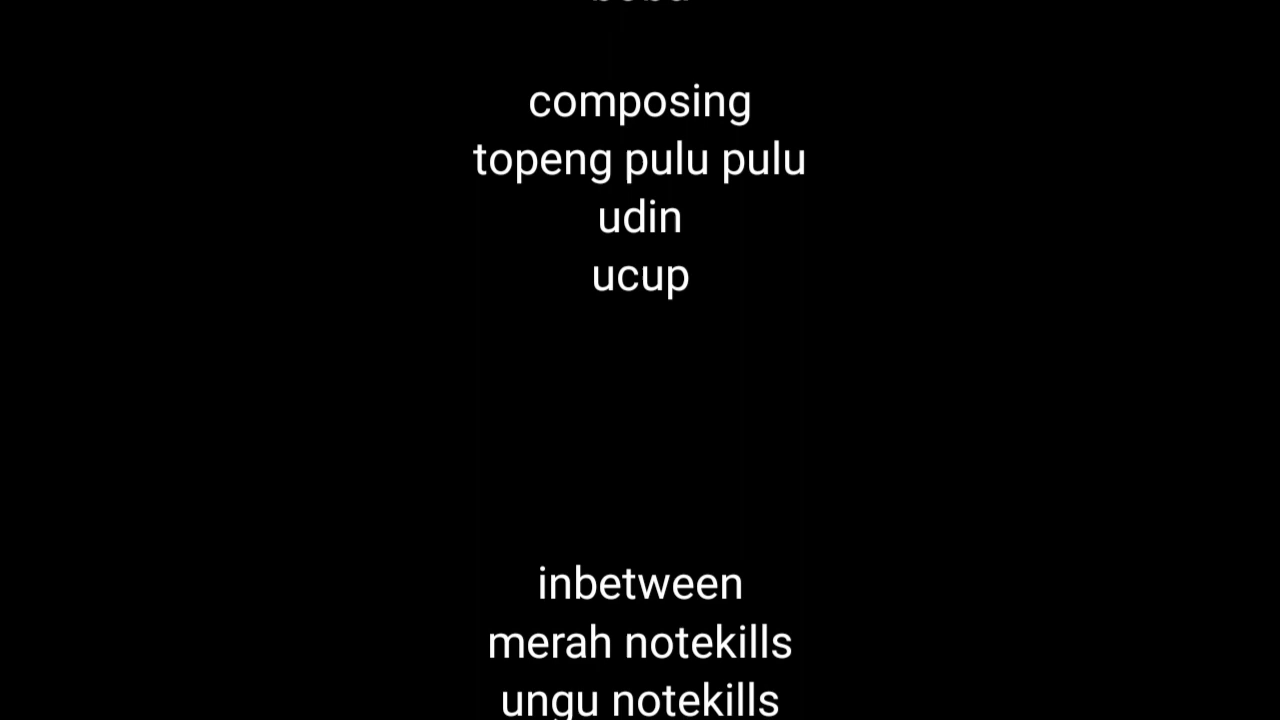 composing
topeng pulu pulu
udin
ucup
inbetween
merah notekills
ungu notekills